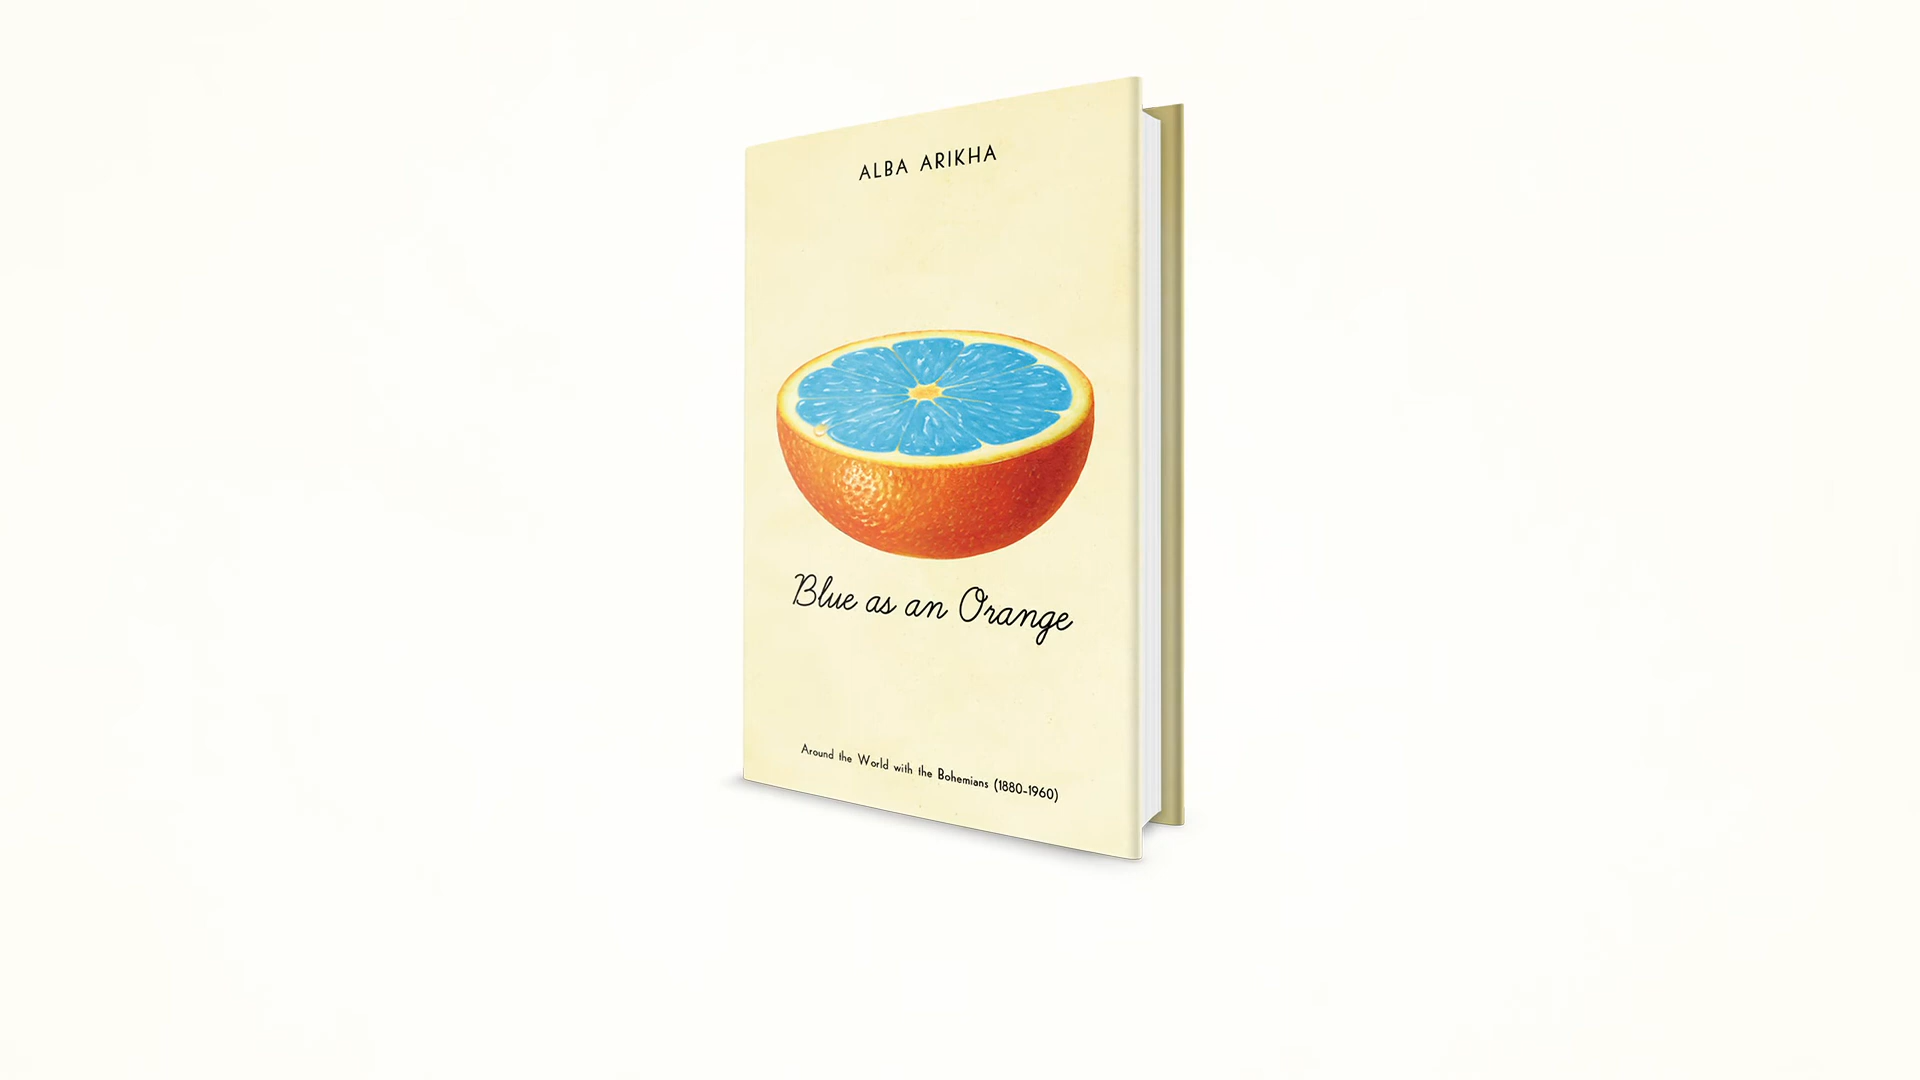 ALBA ARIKHA
Blue as an Orange
Around the World with the Bohemians (1880-1960)